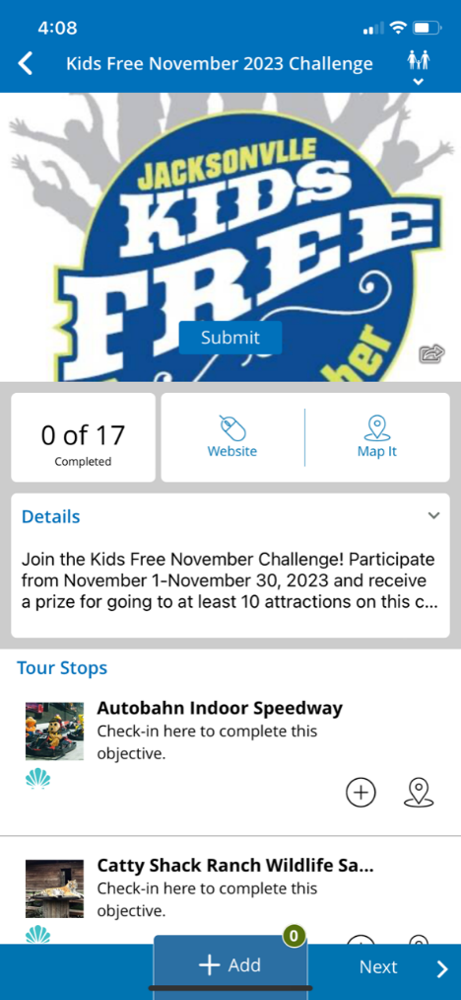 4:08
Kids Free November 2023 Challenge
JACKSONVLLE
KIDS
FREE
Submit
0 of 17
Completed
Website
Map It
Details
Join the Kids Free November Challenge! Participate
from November 1-November 30, 2023 and receive
a prize for going to at least 10 attractions on this c...
Tour Stops
Autobahn Indoor Speedway
Check-in here to complete this
objective.
Catty Shack Ranch Wildlife Sa...
Check-in here to complete this
objective.
0
+ Add
Next